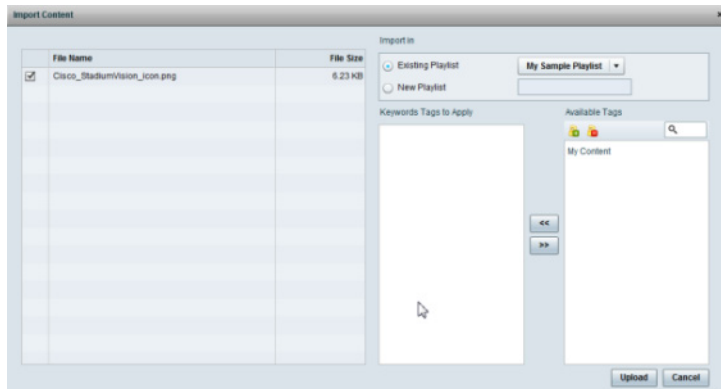 Import Content
File Name File Size
Cisco_StadiumVision_icon.png 6.23 KB
Import in
Existing Playlist My Sample Playlist
New Playlist
Keywords Tags to Apply
Available Tags
My Content
<<
>>
Upload Cancel